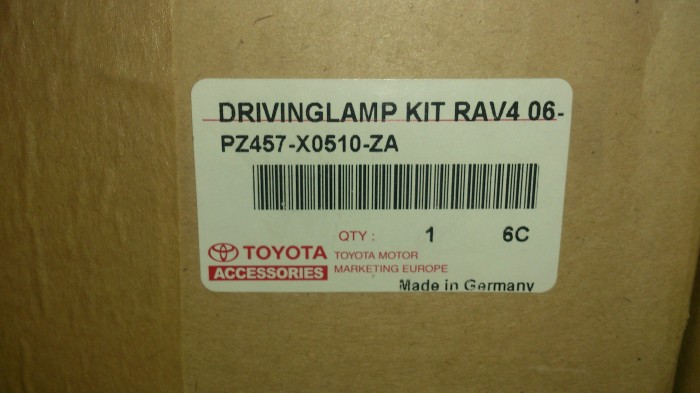 DRIVINGLAMP KIT RAV4 06-
PZ457-X0510-ZA
QTY : 1 6C
TOYOTA
ACCESSORIES
TOYOTA MOTOR
MARKETING EUROPE
Made in Germany